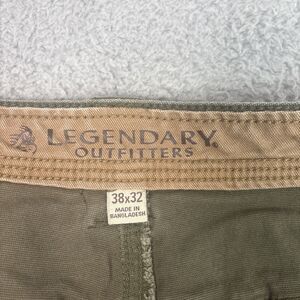 LEGENDARY®
OUTFITTERS
38x32
MADE IN
BANGLADESH